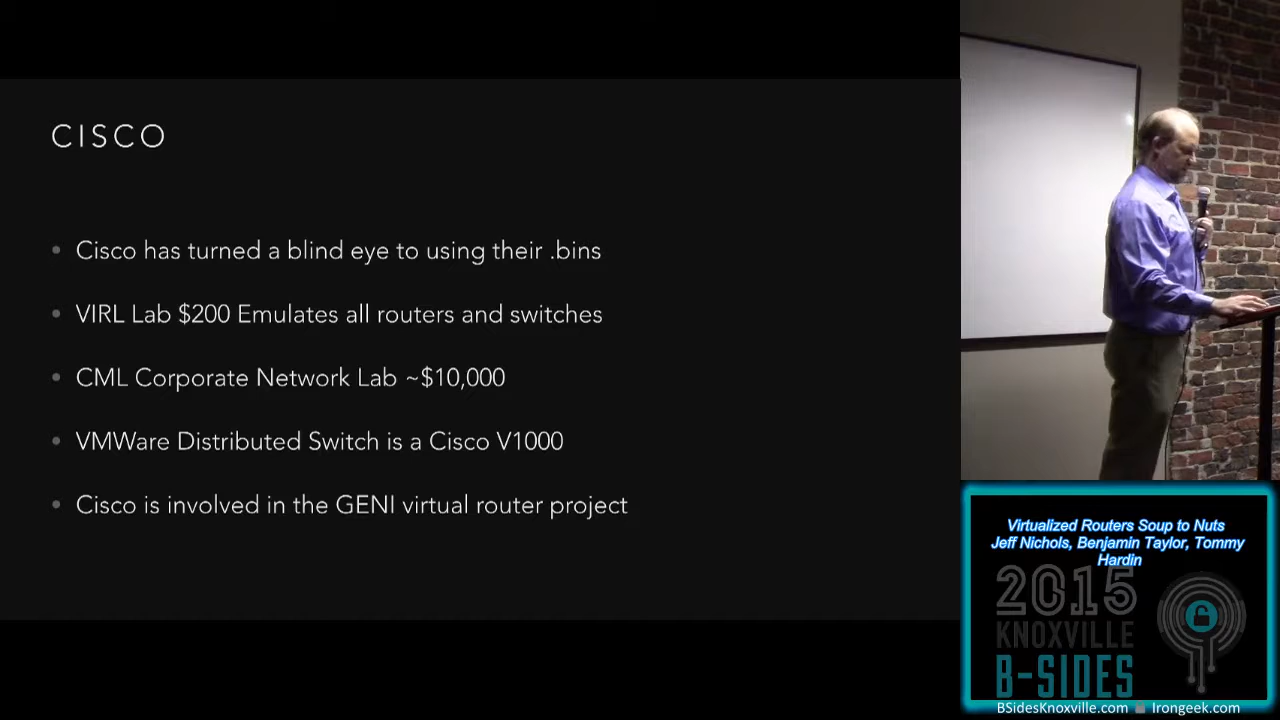 CISCO
• Cisco has turned a blind eye to using their .bins
• VIRL Lab $200 Emulates all routers and switches
• CML Corporate Network Lab ~$10,000
• VMWare Distributed Switch is a Cisco V1000
• Cisco is involved in the GENI virtual router project
Virtualized Routers Soup to Nuts
Jeff Nichols, Benjamin Taylor, Tommy
Hardin
2015
KNOXVILLE
B-SIDES
BSidesKnoxville.com
Irongeek.com